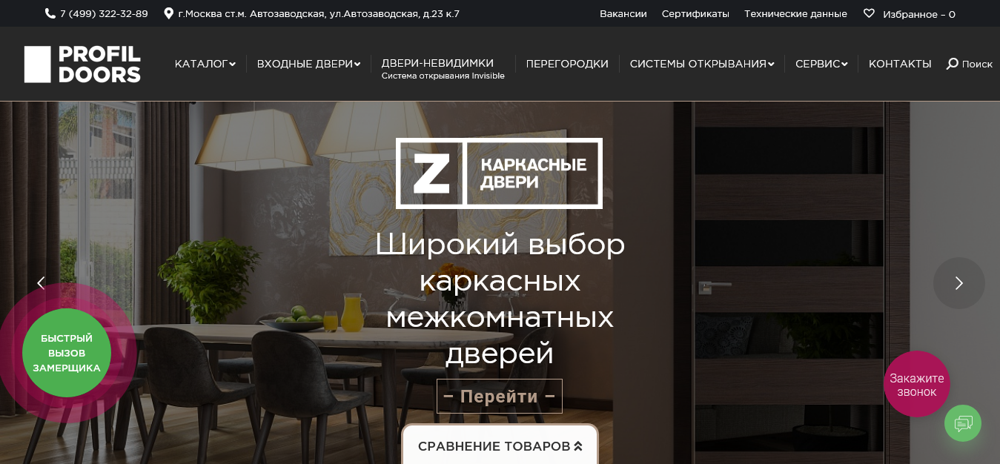 7 (499) 322-32-89 г.Москва ст.м. Автозаводская, ул.Автозаводская, д.23 к.7 Вакансии Сертификаты Технические данные Избранное – 0
PROFIL
DOORS
КАТАЛОГ ВХОДНЫЕ ДВЕРИ ДВЕРИ-НЕВИДИМКИ ПЕРЕГОРОДКИ СИСТЕМЫ ОТКРЫВАНИЯ СЕРВИС КОНТАКТЫ Поиск
Система открывания Invisible
Z КАРКАСНЫЕ
ДВЕРИ
Широкий выбор
каркасных
межкомнатных
дверей
– Перейти –
БЫСТРЫЙ
ВЫЗОВ
ЗАМЕРЩИКА
Закажите
звонок
СРАВНЕНИЕ ТОВАРОВ